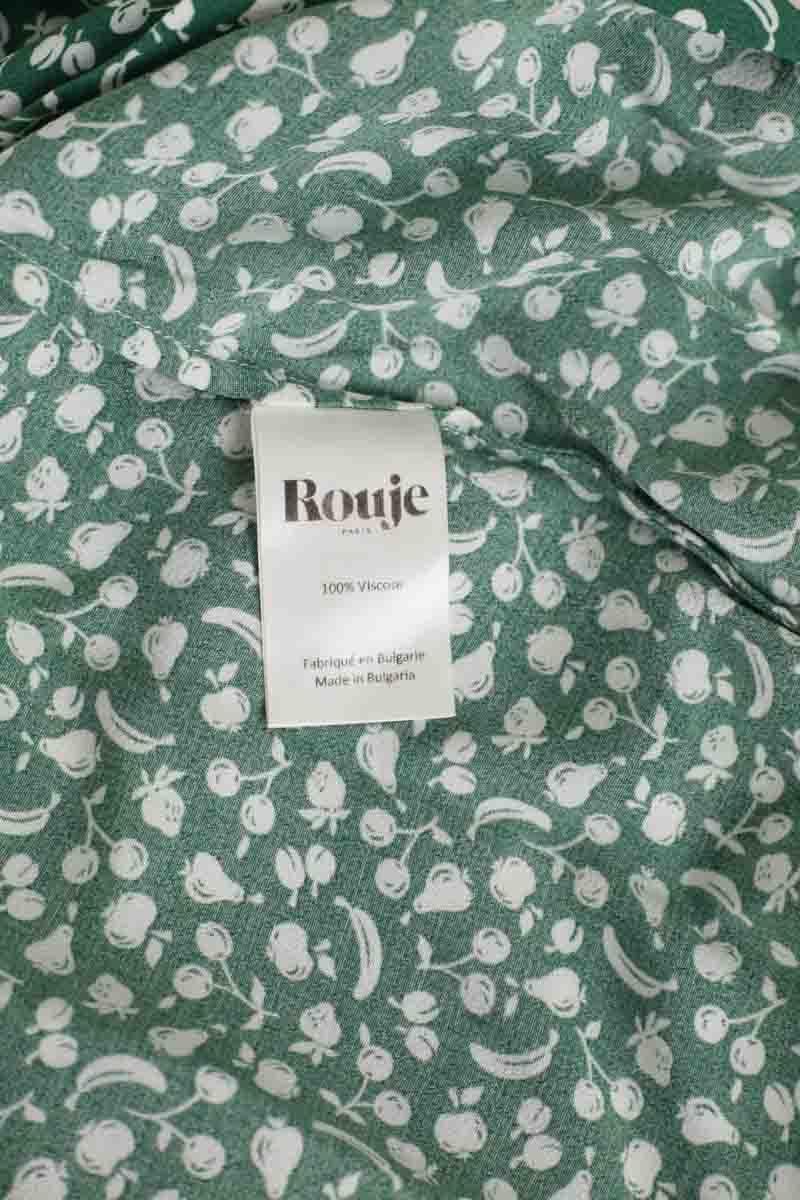 Rouje
PARIS
100% Viscose
Fabriqué en Bulgarie
Made in Bulgaria